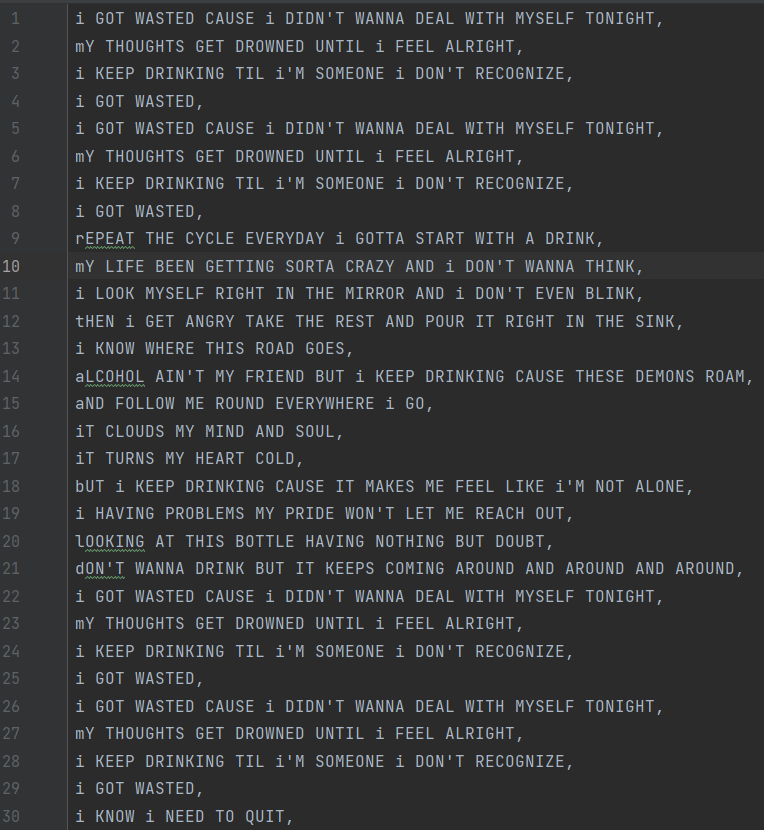 1 i GOT WASTED CAUSE i DIDN'T WANNA DEAL WITH MYSELF TONIGHT,
2 mY THOUGHTS GET DROWNED UNTIL i FEEL ALRIGHT,
3 i KEEP DRINKING TIL i'M SOMEONE i DON'T RECOGNIZE,
4 i GOT WASTED,
5 i GOT WASTED CAUSE i DIDN'T WANNA DEAL WITH MYSELF TONIGHT,
6 mY THOUGHTS GET DROWNED UNTIL i FEEL ALRIGHT,
7 i KEEP DRINKING TIL i'M SOMEONE i DON'T RECOGNIZE,
8 i GOT WASTED,
9 rEPEAT THE CYCLE EVERYDAY i GOTTA START WITH A DRINK,
10 mY LIFE BEEN GETTING SORTA CRAZY AND i DON'T WANNA THINK,
11 i LOOK MYSELF RIGHT IN THE MIRROR AND i DON'T EVEN BLINK,
12 tHEN i GET ANGRY TAKE THE REST AND POUR IT RIGHT IN THE SINK,
13 i KNOW WHERE THIS ROAD GOES,
14 aLCOHOL AIN'T MY FRIEND BUT i KEEP DRINKING CAUSE THESE DEMONS ROAM,
15 aND FOLLOW ME ROUND EVERYWHERE i GO,
16 iT CLOUDS MY MIND AND SOUL,
17 iT TURNS MY HEART COLD,
18 bUT i KEEP DRINKING CAUSE IT MAKES ME FEEL LIKE i'M NOT ALONE,
19 i HAVING PROBLEMS MY PRIDE WON'T LET ME REACH OUT,
20 lOOKING AT THIS BOTTLE HAVING NOTHING BUT DOUBT,
21 dON'T WANNA DRINK BUT IT KEEPS COMING AROUND AND AROUND AND AROUND,
22 i GOT WASTED CAUSE i DIDN'T WANNA DEAL WITH MYSELF TONIGHT,
23 mY THOUGHTS GET DROWNED UNTIL i FEEL ALRIGHT,
24 i KEEP DRINKING TIL i'M SOMEONE i DON'T RECOGNIZE,
25 i GOT WASTED,
26 i GOT WASTED CAUSE i DIDN'T WANNA DEAL WITH MYSELF TONIGHT,
27 mY THOUGHTS GET DROWNED UNTIL i FEEL ALRIGHT,
28 i KEEP DRINKING TIL i'M SOMEONE i DON'T RECOGNIZE,
29 i GOT WASTED,
30 i KNOW i NEED TO QUIT,